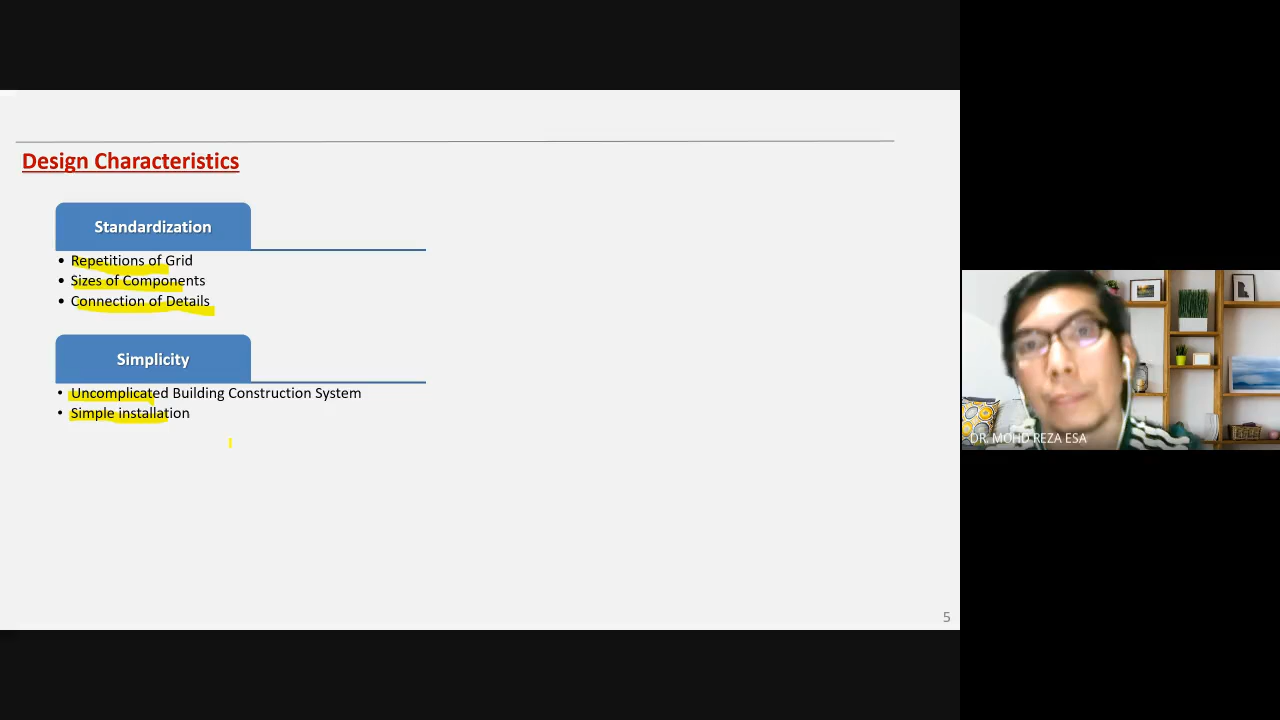 Design Characteristics
Standardization
• Repetitions of Grid
• Sizes of Components
• Connection of Details
Simplicity
• Uncomplicated Building Construction System
• Simple installation
5
DR. MOHD REZA ESA